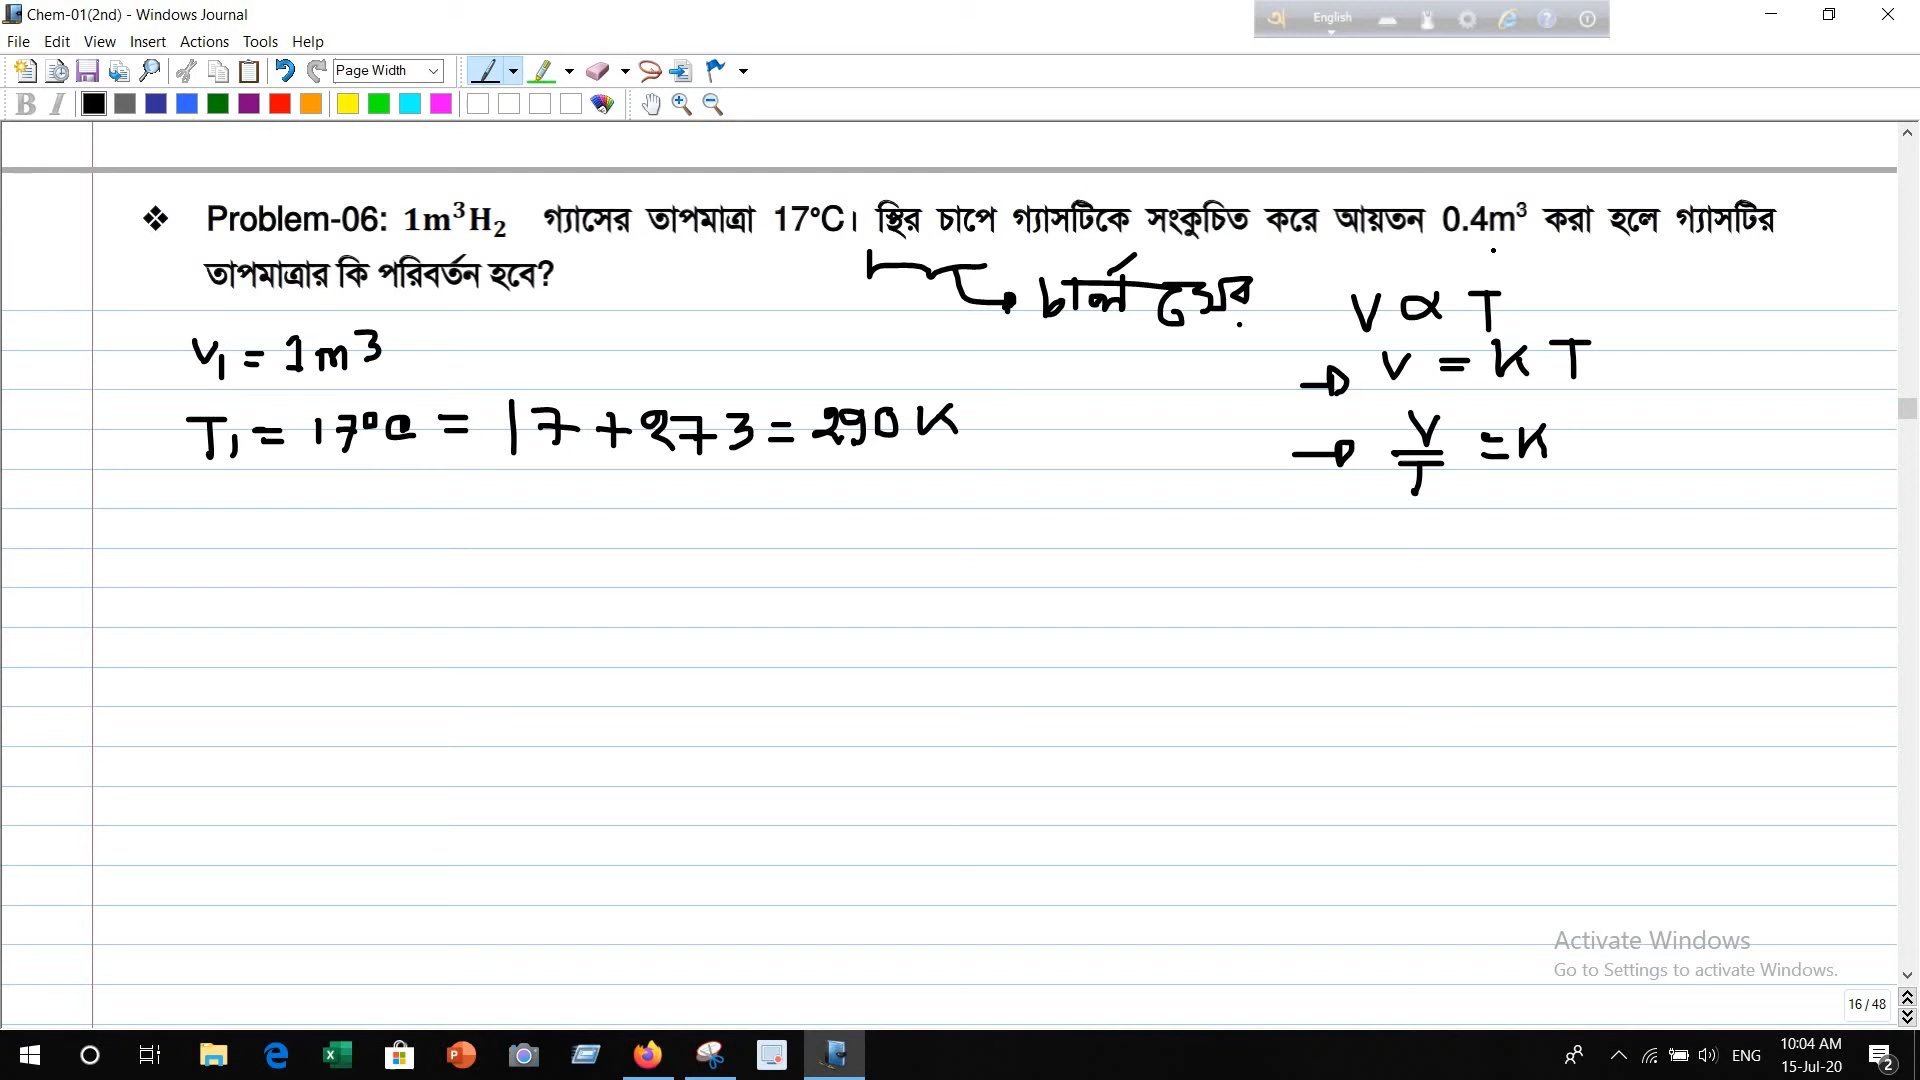 Chem-01(2nd) - Windows Journal
English
File Edit View Insert Actions Tools Help
Page Width
B I
❖ Problem-06: 1m³H₂ গ্যাসের তাপমাত্রা 17°C। স্থির চাপে গ্যাসটিকে সংকুচিত করে আয়তন 0.4m³ করা হলে গ্যাসটির
তাপমাত্রার কি পরিবর্তন হবে?
V ∝ T
V₁ = 1m³
→ V = K T
T₁ = 17°C = 17+273 = 290 K
→ V/T = K
Activate Windows
Go to Settings to activate Windows.
16 / 48
ENG
10:04 AM
15-Jul-20
2